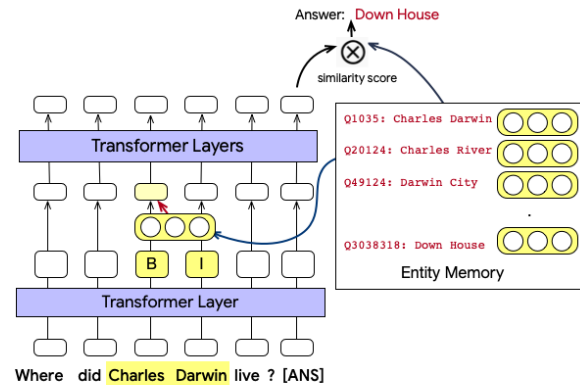 Answer: Down House
similarity score
Transformer Layers
Q1035: Charles Darwin
Q20124: Charles River
Q49124: Darwin City
.
Q3038318: Down House
Entity Memory
B I
Transformer Layer
Where did Charles Darwin live ? [ANS]